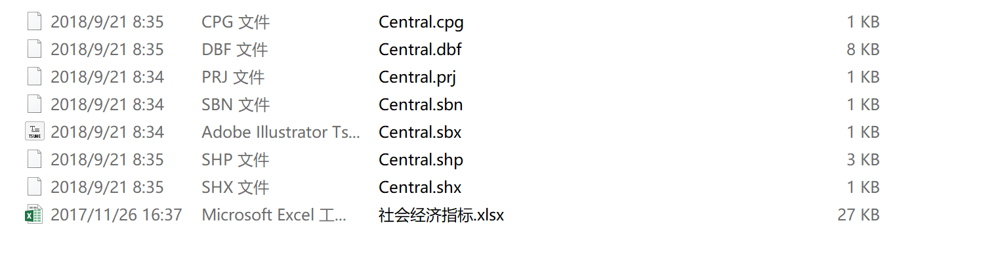 2018/9/21 8:35 CPG 文件 Central.cpg 1 KB
2018/9/21 8:35 DBF 文件 Central.dbf 8 KB
2018/9/21 8:34 PRJ 文件 Central.prj 1 KB
2018/9/21 8:34 SBN 文件 Central.sbn 1 KB
T= TSUME 2018/9/21 8:34 Adobe Illustrator Ts... Central.sbx 1 KB
2018/9/21 8:35 SHP 文件 Central.shp 3 KB
2018/9/21 8:35 SHX 文件 Central.shx 1 KB
2017/11/26 16:37 Microsoft Excel 工... 社会经济指标.xlsx 27 KB